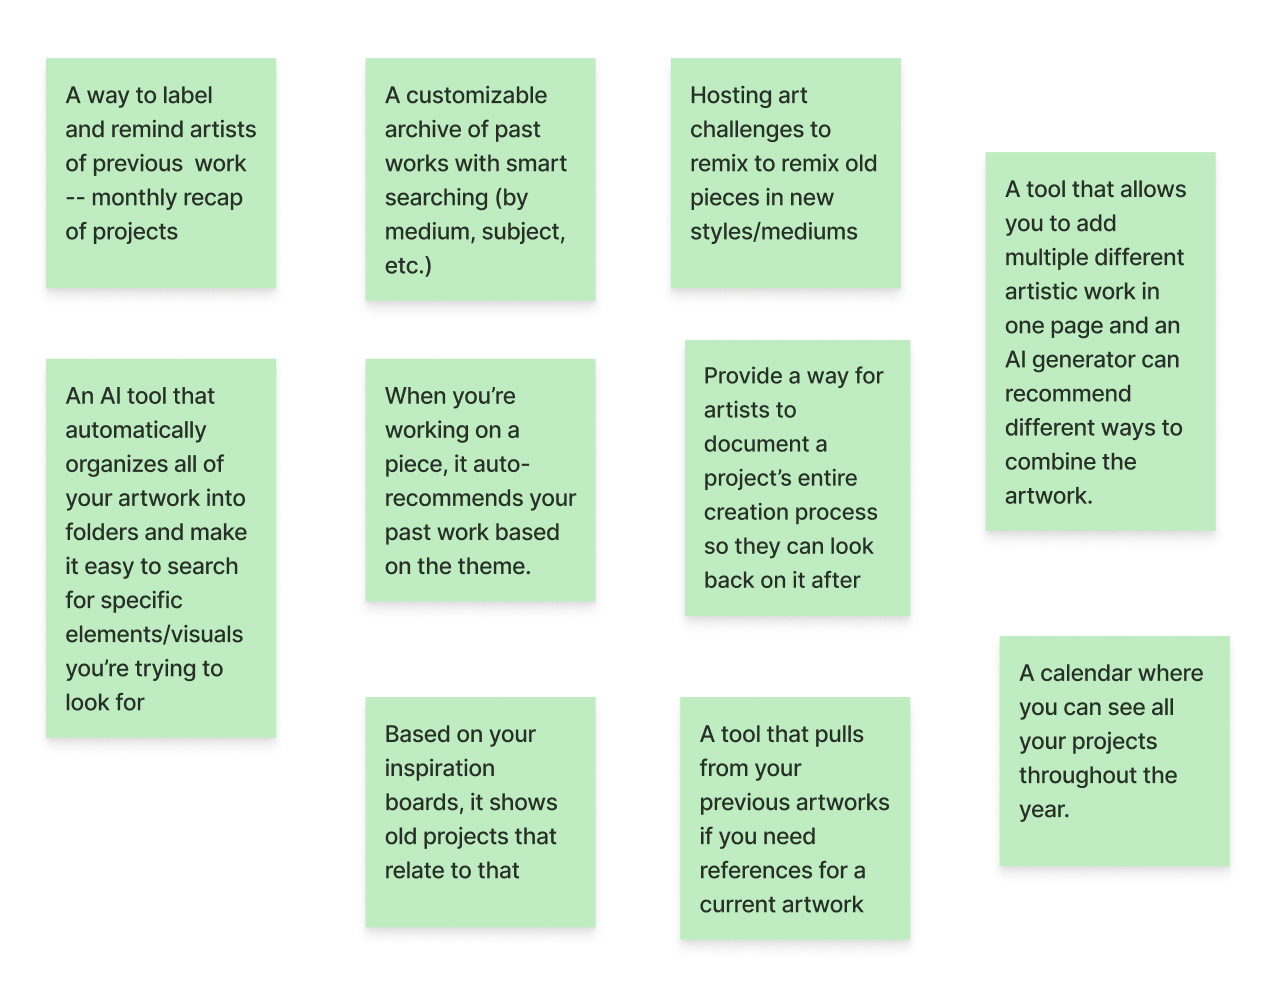 A way to label
and remind artists
of previous  work
-- monthly recap
of projects
A customizable
archive of past
works with smart
searching (by
medium, subject,
etc.)
Hosting art
challenges to
remix to remix old
pieces in new
styles/mediums
A tool that allows
you to add
multiple different
artistic work in
one page and an
AI generator can
recommend
different ways to
combine the
artwork.
An AI tool that
automatically
organizes all of
your artwork into
folders and make
it easy to search
for specific
elements/visuals
you’re trying to
look for
When you’re
working on a
piece, it auto-
recommends your
past work based
on the theme.
Provide a way for
artists to
document a
project’s entire
creation process
so they can look
back on it after
Based on your
inspiration
boards, it shows
old projects that
relate to that
A tool that pulls
from your
previous artworks
if you need
references for a
current artwork
A calendar where
you can see all
your projects
throughout the
year.